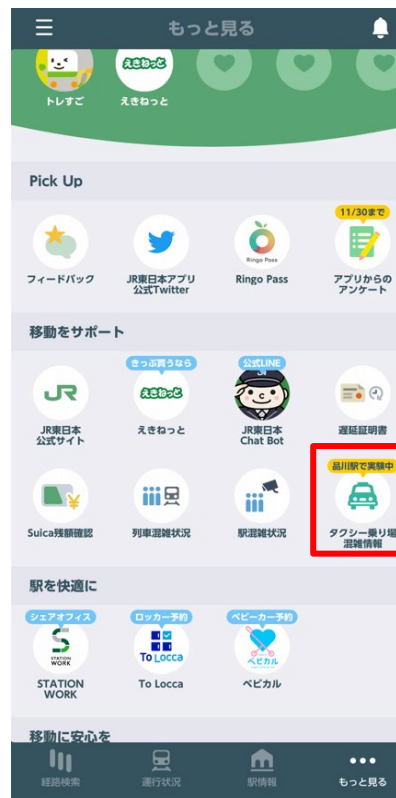 もっと見る
えきねっと
トレすご
えきねっと
Pick Up
11/30まで
Ringo Pass
フィードバック
JR東日本アプリ
公式Twitter
Ringo Pass
アプリからの
アンケート
移動をサポート
きっぷ買うなら
公式LINE
JR
えきねっと
JR
JR東日本
公式サイト
えきねっと
JR東日本
Chat Bot
遅延証明書
品川駅で実験中
¥
Suica残額確認
列車混雑状況
駅混雑状況
タクシー乗り場
混雑情報
駅を快適に
シェアオフィス
ロッカー予約
ベビーカー予約
STATION
WORK
To Locca
ベビカル
STATION
WORK
To Locca
ベビカル
移動に安心を
経路検索
運行状況
駅情報
もっと見る